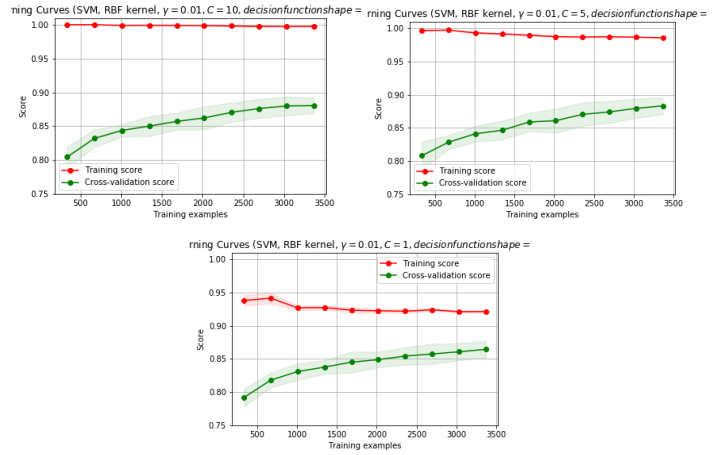 rning Curves (SVM, RBF kernel, γ = 0.01, C = 10, decisionfunctionshape =
1.00
0.95
0.90
0.85
0.80
0.75
Score
Training score
Cross-validation score
500 1000 1500 2000 2500 3000 3500
Training examples
rning Curves (SVM, RBF kernel, γ = 0.01, C = 5, decisionfunctionshape =
1.00
0.95
0.90
0.85
0.80
0.75
Score
Training score
Cross-validation score
500 1000 1500 2000 2500 3000 3500
Training examples
rning Curves (SVM, RBF kernel, γ = 0.01, C = 1, decisionfunctionshape =
Training score
Cross-validation score
1.00
0.95
0.90
0.85
0.80
0.75
Score
500 1000 1500 2000 2500 3000 3500
Training examples